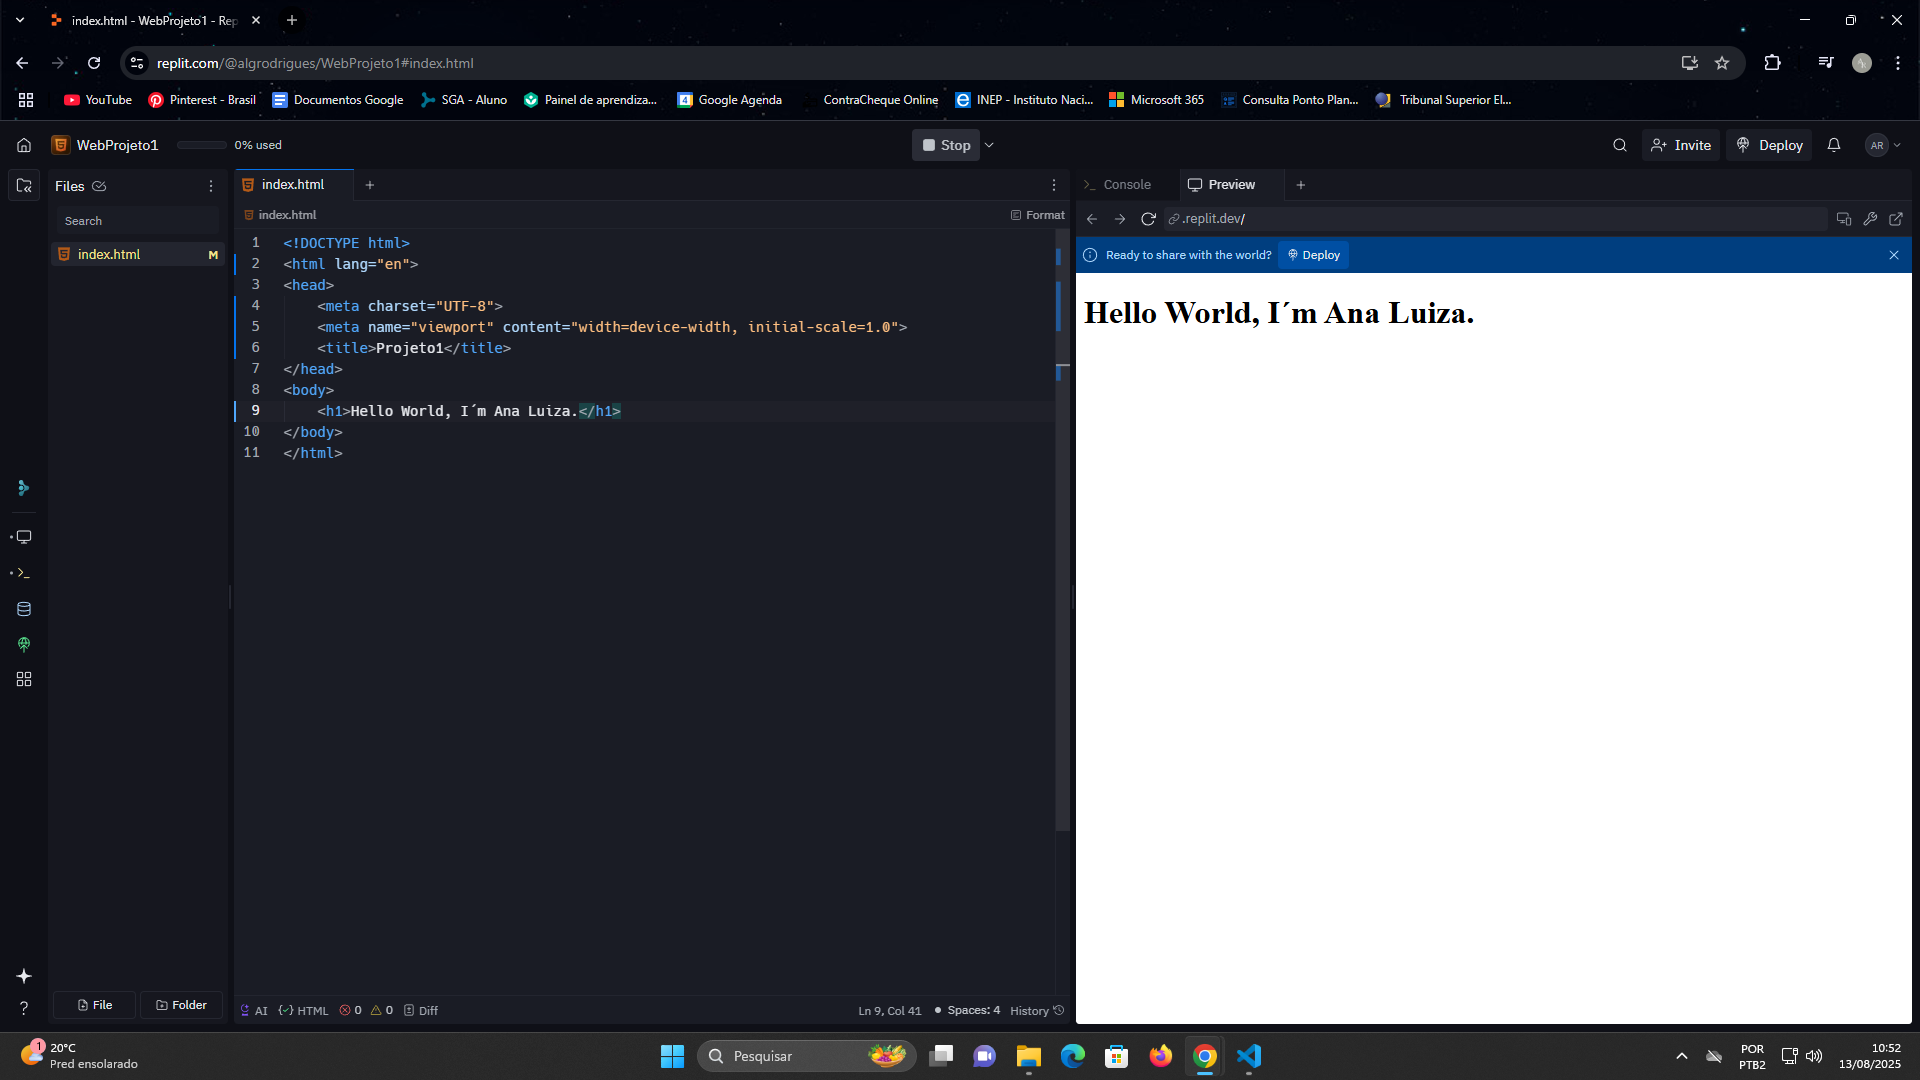 index.html - WebProjeto1 - Rep
replit.com/@algrodrigues/WebProjeto1#index.html
YouTube
Pinterest - Brasil
Documentos Google
SGA - Aluno
Painel de aprendiza...
Google Agenda
ContraCheque Online
INEP - Instituto Naci...
Microsoft 365
Consulta Ponto Plan...
Tribunal Superior El...
WebProjeto1
0% used
Stop
Invite
Deploy
AR
Files
Search
index.html M
index.html
index.html
Format
1 <!DOCTYPE html>
2 <html lang="en">
3 <head>
4 <meta charset="UTF-8">
5 <meta name="viewport" content="width=device-width, initial-scale=1.0">
6 <title>Projeto1</title>
7 </head>
8 <body>
9 <h1>Hello World, I´m Ana Luiza.</h1>
10 </body>
11 </html>
Console
Preview
.replit.dev/
Ready to share with the world?
Deploy
Hello World, I´m Ana Luiza.
File
Folder
AI
HTML
0
0
Diff
Ln 9, Col 41
Spaces: 4
History
1
20°C
Pred ensolarado
Pesquisar
POR
PTB2
10:52
13/08/2025